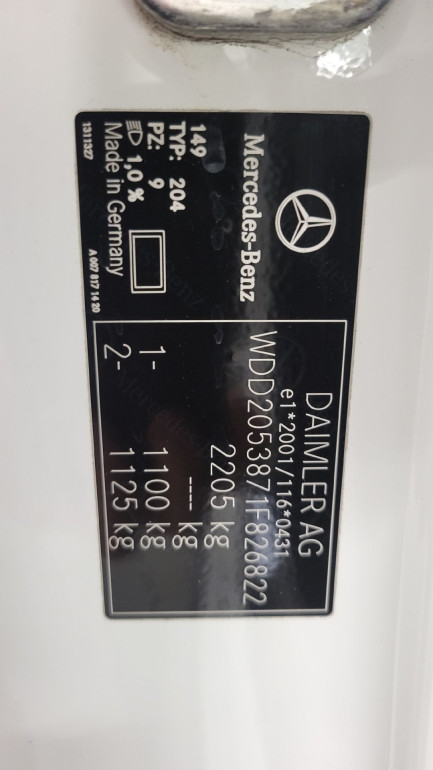 Mercedes-Benz
149
TYP: 204
PZ: 9
1,0 %
Made in Germany
1311327
A 007 817 14 20
DAIMLER AG
e1*2001/116*0431
WDD2053871F826822
2205 kg
---- kg
1- 1100 kg
2- 1125 kg